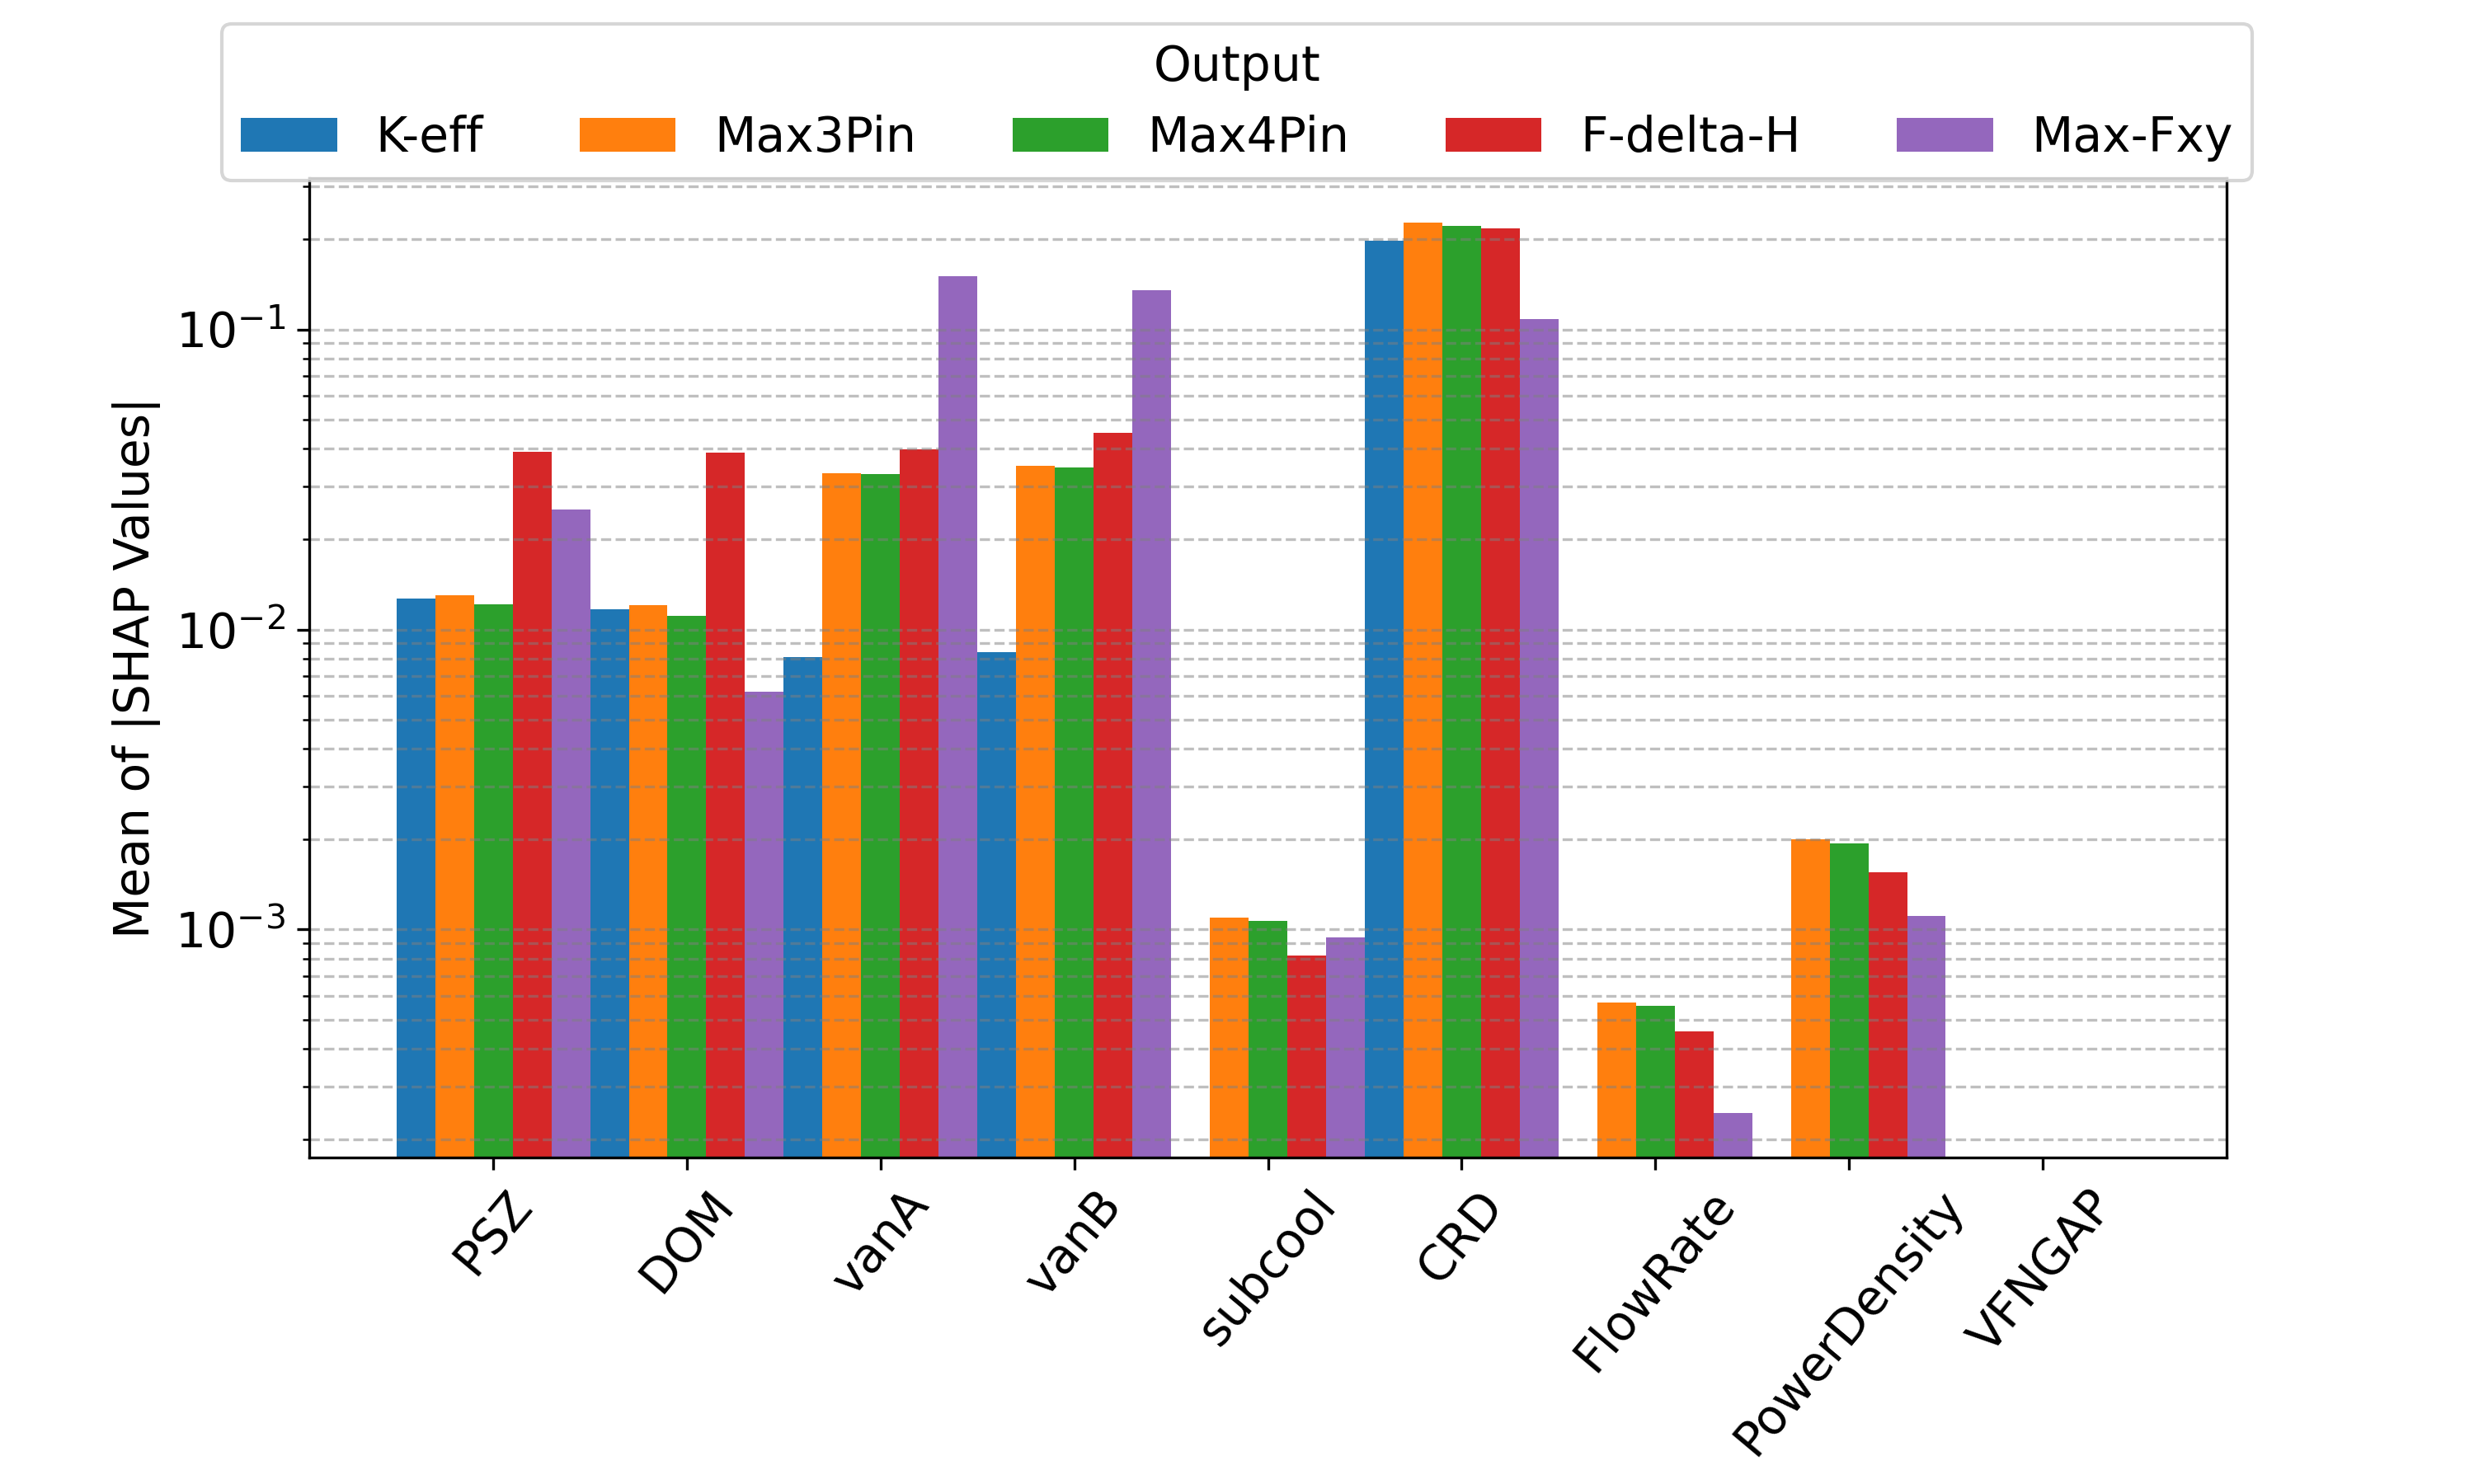 Output
K-eff Max3Pin Max4Pin F-delta-H Max-Fxy
Mean of |SHAP Values|
10⁻¹
10⁻²
10⁻³
PSZ DOM vanA vanB subcool CRD FlowRate PowerDensity VFNGAP